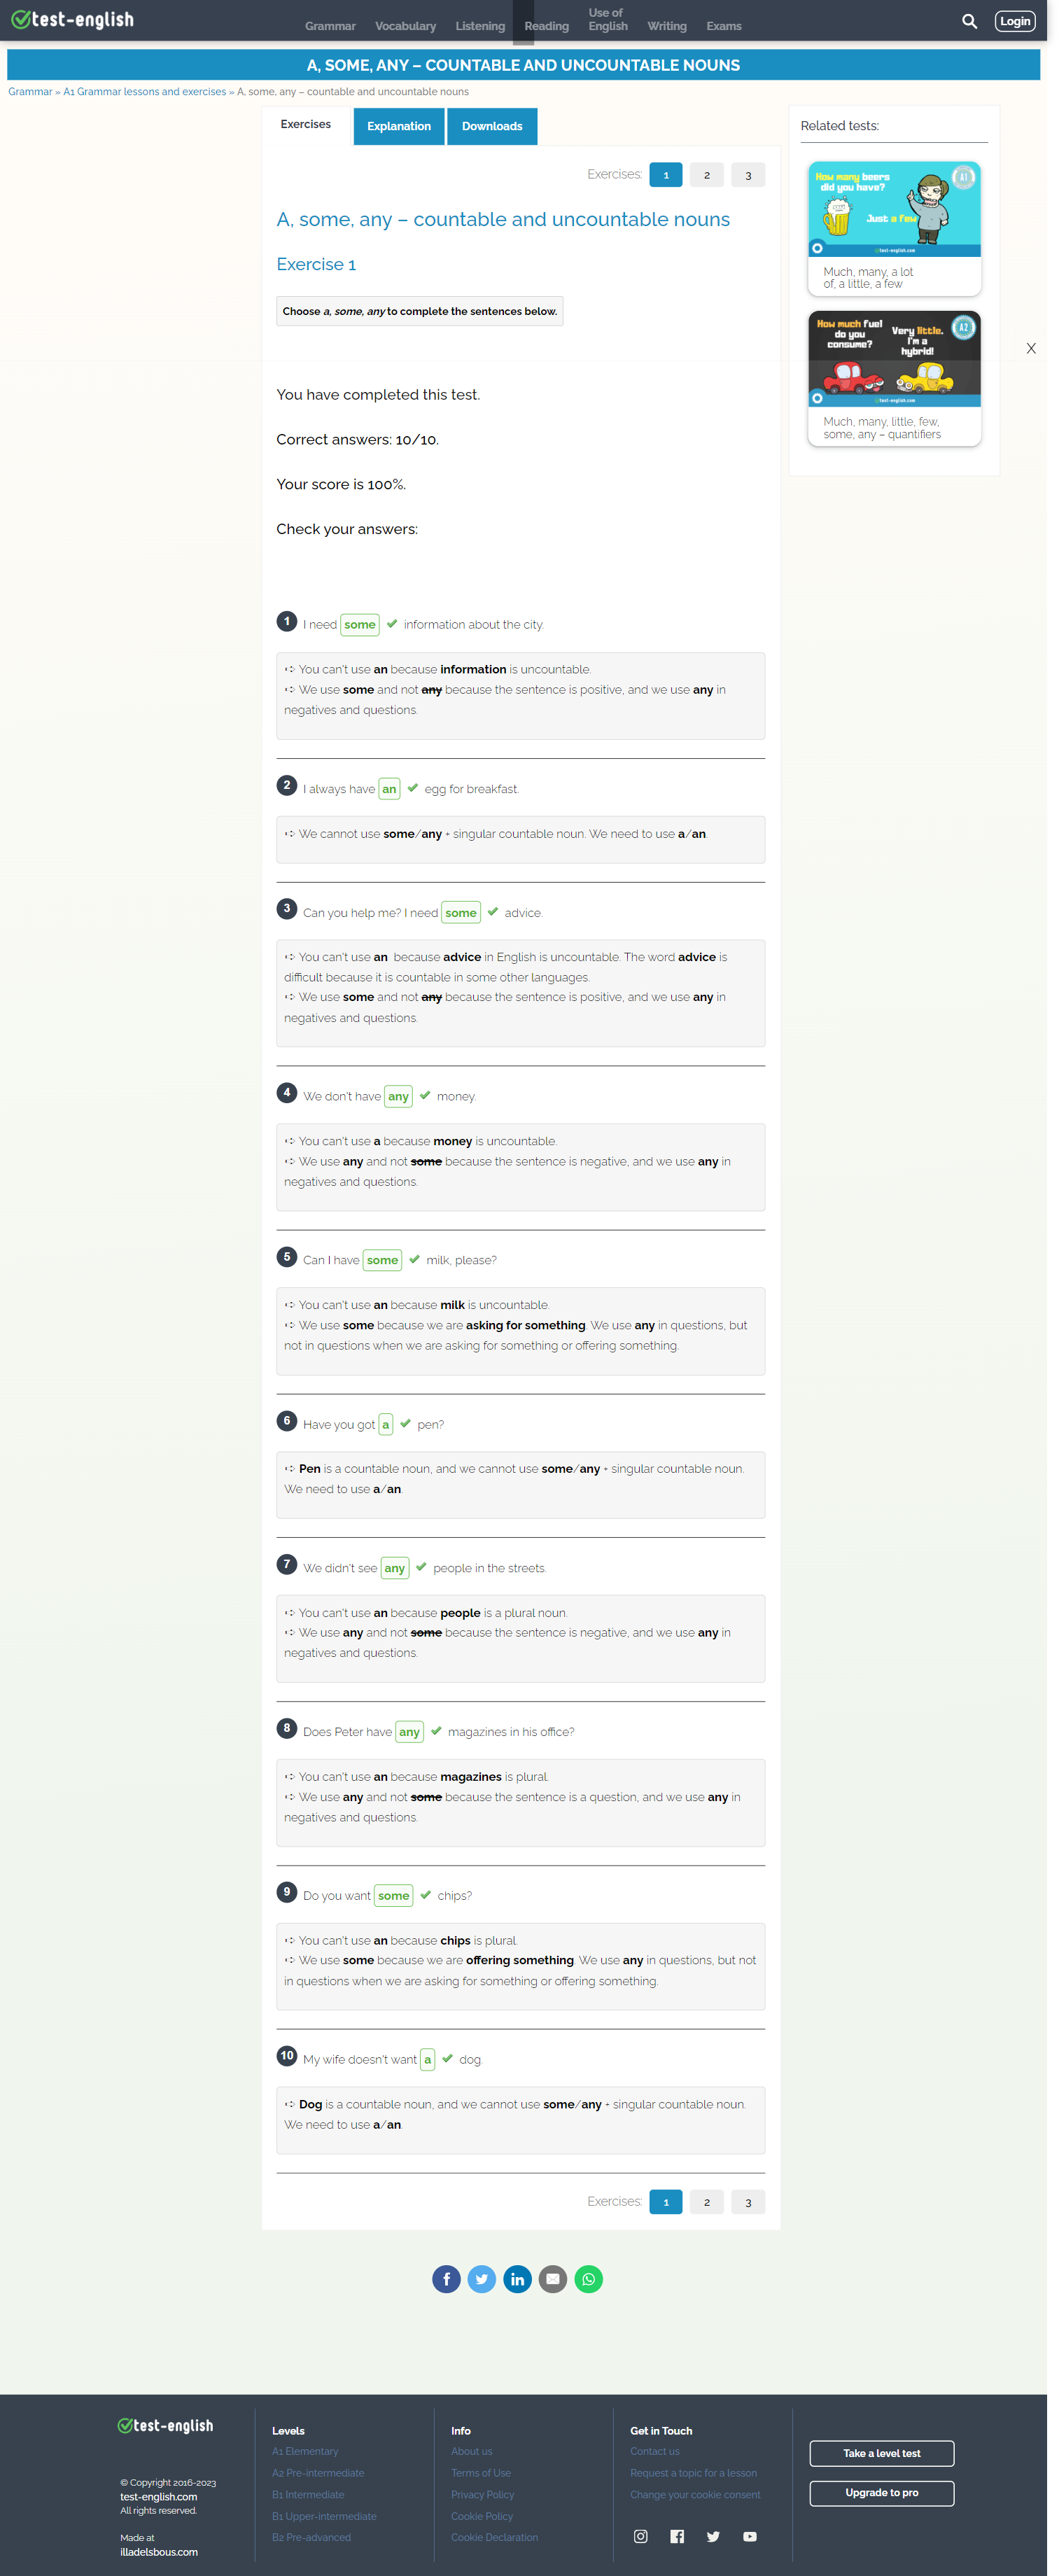 test-english
Grammar Vocabulary Listening Reading Use of English Writing Exams
Login
A, SOME, ANY – COUNTABLE AND UNCOUNTABLE NOUNS
Grammar » A1 Grammar lessons and exercises » A, some, any – countable and uncountable nouns
Exercises Explanation Downloads
Exercises: 1 2 3
A, some, any – countable and uncountable nouns
Exercise 1
Choose a, some, any to complete the sentences below.
You have completed this test.
Correct answers: 10/10.
Your score is 100%.
Check your answers:
1 I need some information about the city.
➪ You can't use an because information is uncountable.
➪ We use some and not any because the sentence is positive, and we use any in
negatives and questions.
2 I always have an egg for breakfast.
➪ We cannot use some/any + singular countable noun. We need to use a/an.
3 Can you help me? I need some advice.
➪ You can't use an because advice in English is uncountable. The word advice is
difficult because it is countable in some other languages.
➪ We use some and not any because the sentence is positive, and we use any in
negatives and questions.
4 We don't have any money.
➪ You can't use a because money is uncountable.
➪ We use any and not some because the sentence is negative, and we use any in
negatives and questions.
5 Can I have some milk, please?
➪ You can't use an because milk is uncountable.
➪ We use some because we are asking for something. We use any in questions, but
not in questions when we are asking for something or offering something.
6 Have you got a pen?
➪ Pen is a countable noun, and we cannot use some/any + singular countable noun.
We need to use a/an.
7 We didn't see any people in the streets.
➪ You can't use an because people is a plural noun.
➪ We use any and not some because the sentence is negative, and we use any in
negatives and questions.
8 Does Peter have any magazines in his office?
➪ You can't use an because magazines is plural.
➪ We use any and not some because the sentence is a question, and we use any in
negatives and questions.
9 Do you want some chips?
➪ You can't use an because chips is plural.
➪ We use some because we are offering something. We use any in questions, but not
in questions when we are asking for something or offering something.
10 My wife doesn't want a dog.
➪ Dog is a countable noun, and we cannot use some/any + singular countable noun.
We need to use a/an.
Exercises: 1 2 3
Related tests:
How many beers
did you have?
A1
Just a few
test-english.com
Much, many, a lot
of, a little, a few
How much fuel
do you
consume?
Very little.
I'm a
hybrid!
A2
test-english.com
Much, many, little, few,
some, any – quantifiers
X
test-english
© Copyright 2016-2023
test-english.com
All rights reserved.
Made at
illadelsbous.com
Levels
A1 Elementary
A2 Pre-intermediate
B1 Intermediate
B1 Upper-intermediate
B2 Pre-advanced
Info
About us
Terms of Use
Privacy Policy
Cookie Policy
Cookie Declaration
Get in Touch
Contact us
Request a topic for a lesson
Change your cookie consent
Take a level test
Upgrade to pro